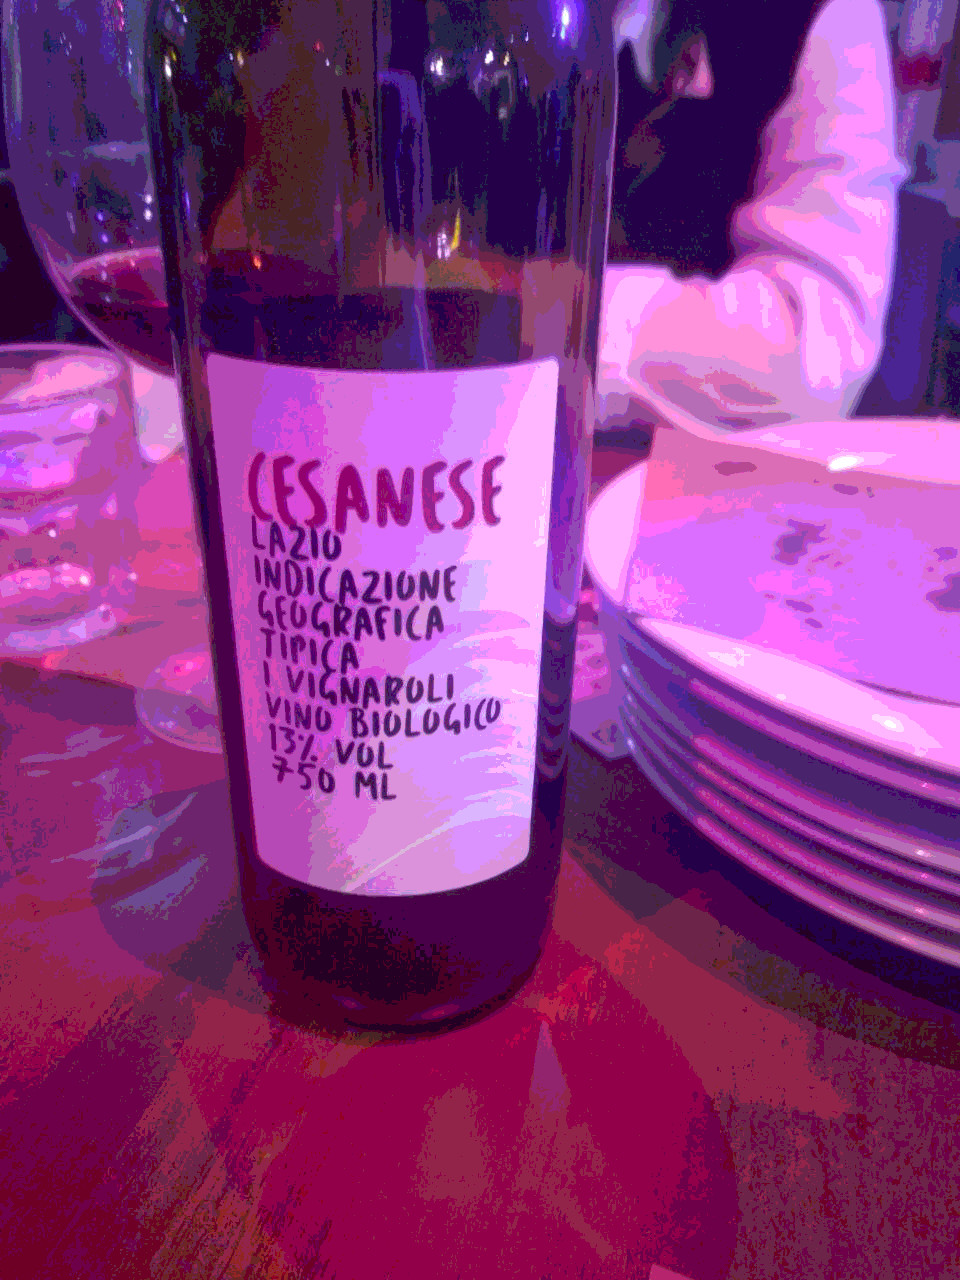 CESANESE
LAZIO
INDICAZIONE
GEOGRAFICA
TIPICA
I VIGNAROLI
VINO BIOLOGICO
13% VOL
750 ML